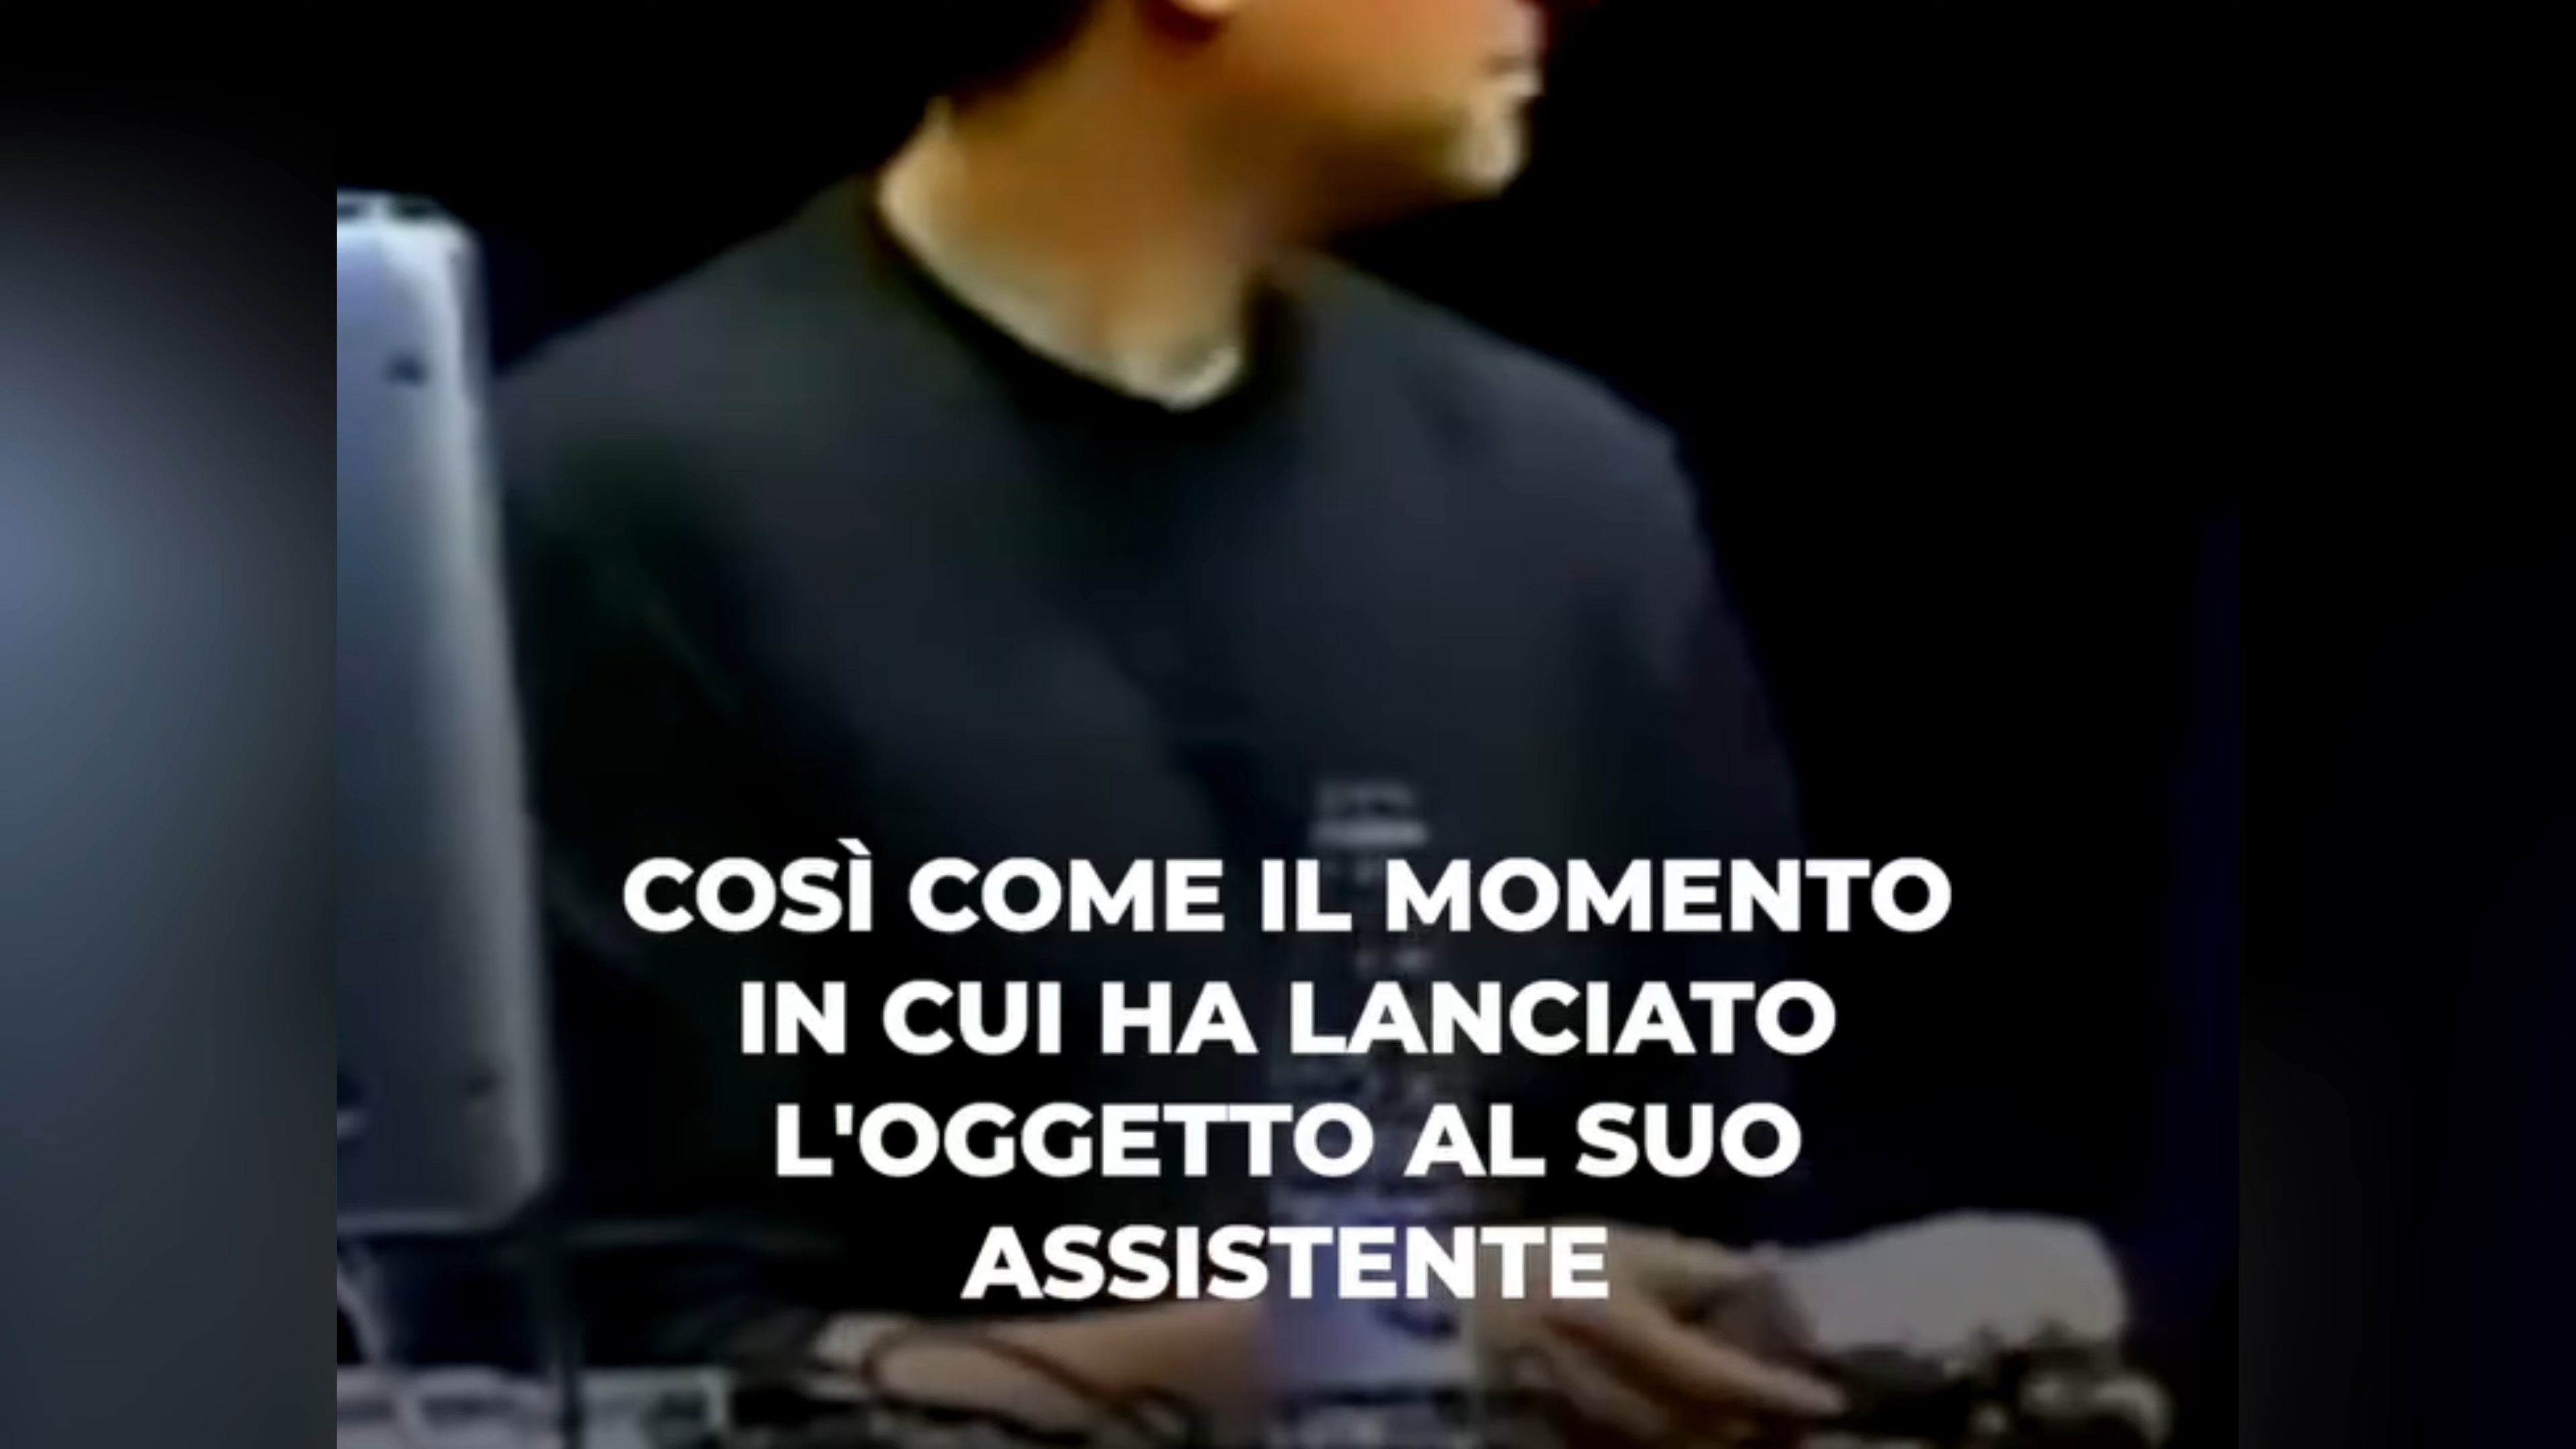 COSÌ COME IL MOMENTO
IN CUI HA LANCIATO
L'OGGETTO AL SUO
ASSISTENTE